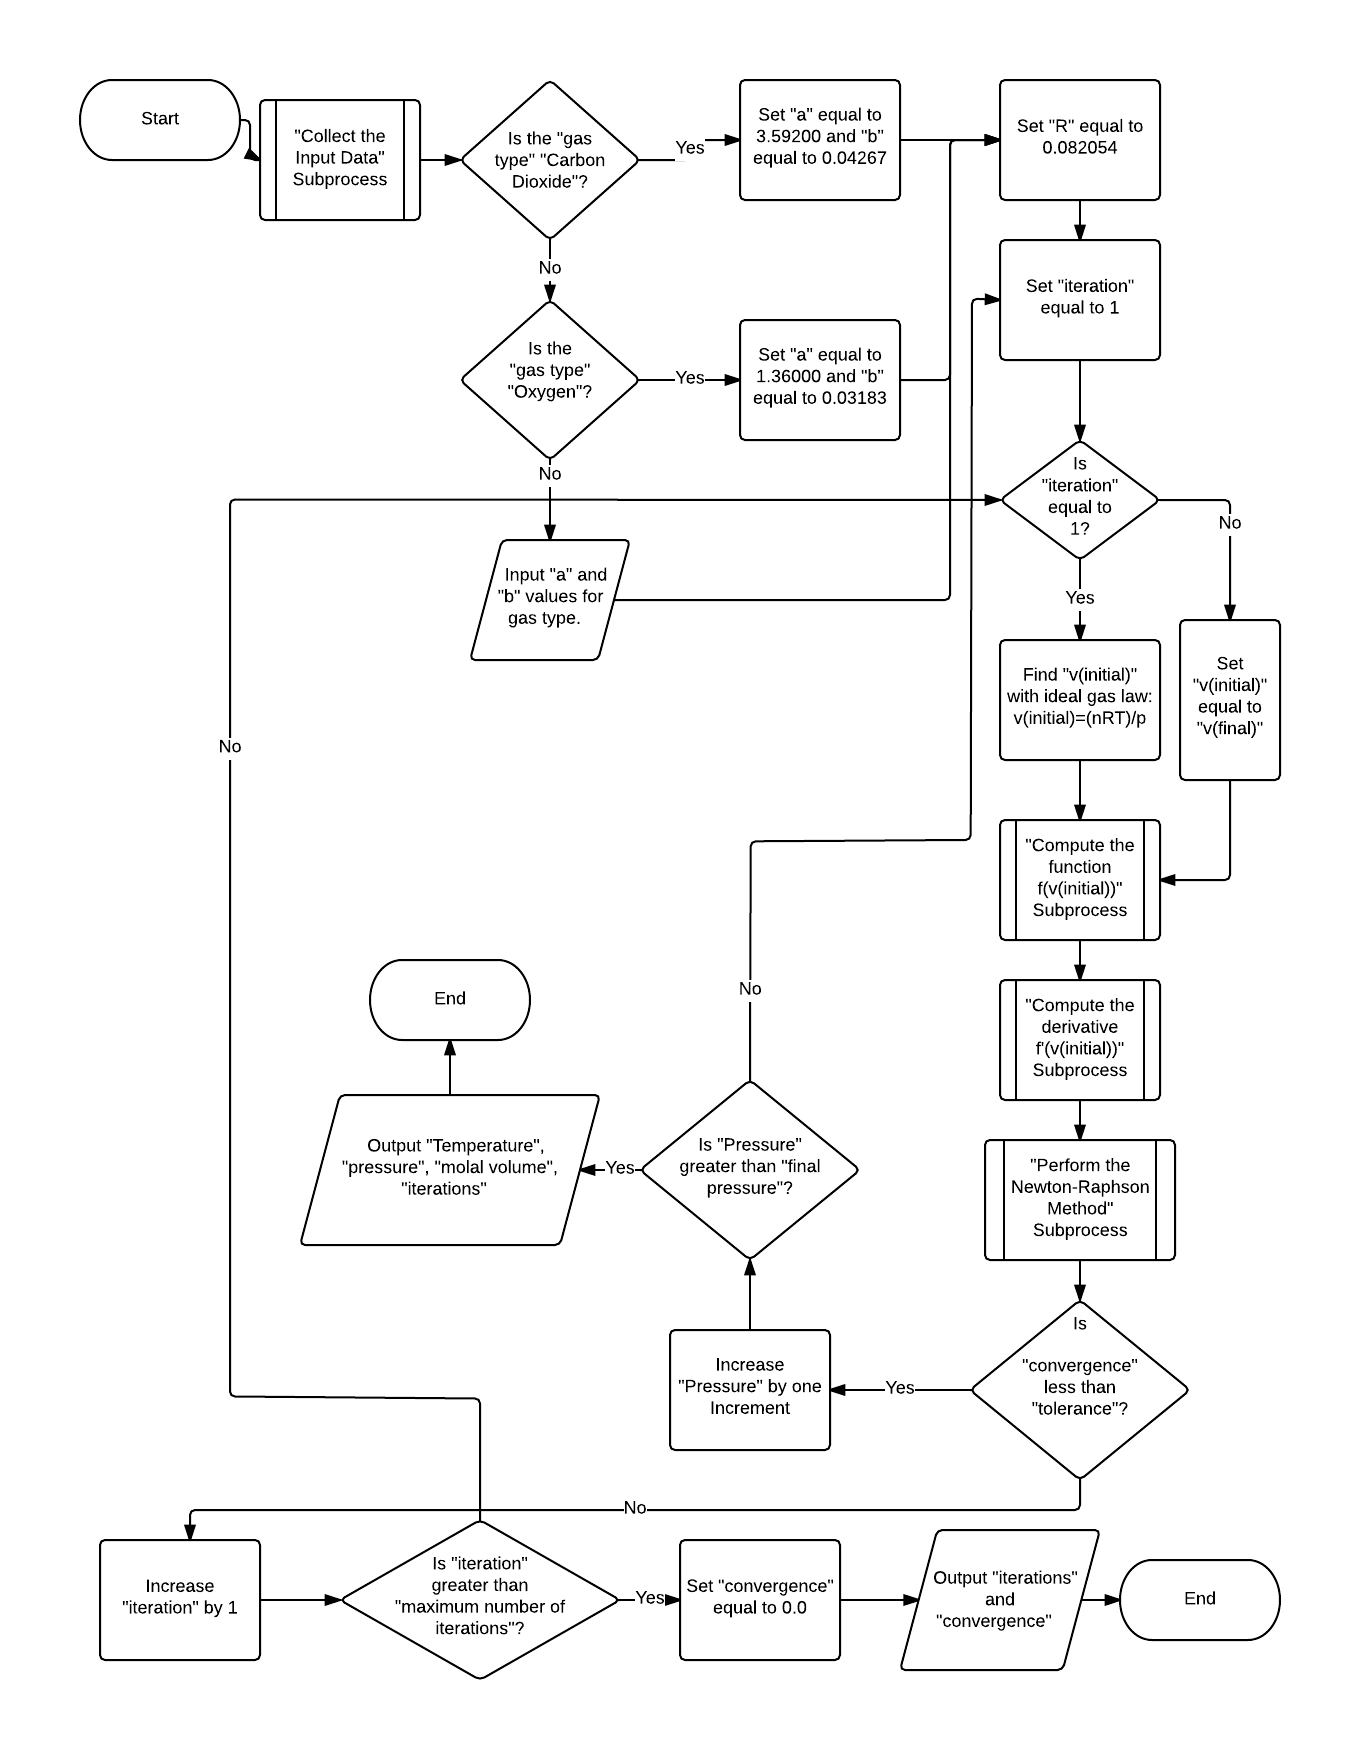 Start
"Collect the
Input Data"
Subprocess
Is the "gas
type" "Carbon
Dioxide"?
Yes
Set "a" equal to
3.59200 and "b"
equal to 0.04267
Set "R" equal to
0.082054
No
Set "iteration"
equal to 1
Is the
"gas type"
"Oxygen"?
Yes
Set "a" equal to
1.36000 and "b"
equal to 0.03183
No
Is
"iteration"
equal to
1?
No
Input "a" and
"b" values for
gas type.
Yes
Find "v(initial)"
with ideal gas law:
v(initial)=(nRT)/p
Set
"v(initial)"
equal to
"v(final)"
No
"Compute the
function
f(v(initial))"
Subprocess
No
End
"Compute the
derivative
f'(v(initial))"
Subprocess
Output "Temperature",
"pressure", "molal volume",
"iterations"
Yes
Is "Pressure"
greater than "final
pressure"?
"Perform the
Newton-Raphson
Method"
Subprocess
Is
"convergence"
less than
"tolerance"?
Yes
Increase
"Pressure" by one
Increment
No
Increase
"iteration" by 1
Is "iteration"
greater than
"maximum number of
iterations"?
Yes
Set "convergence"
equal to 0.0
Output "iterations"
and
"convergence"
End